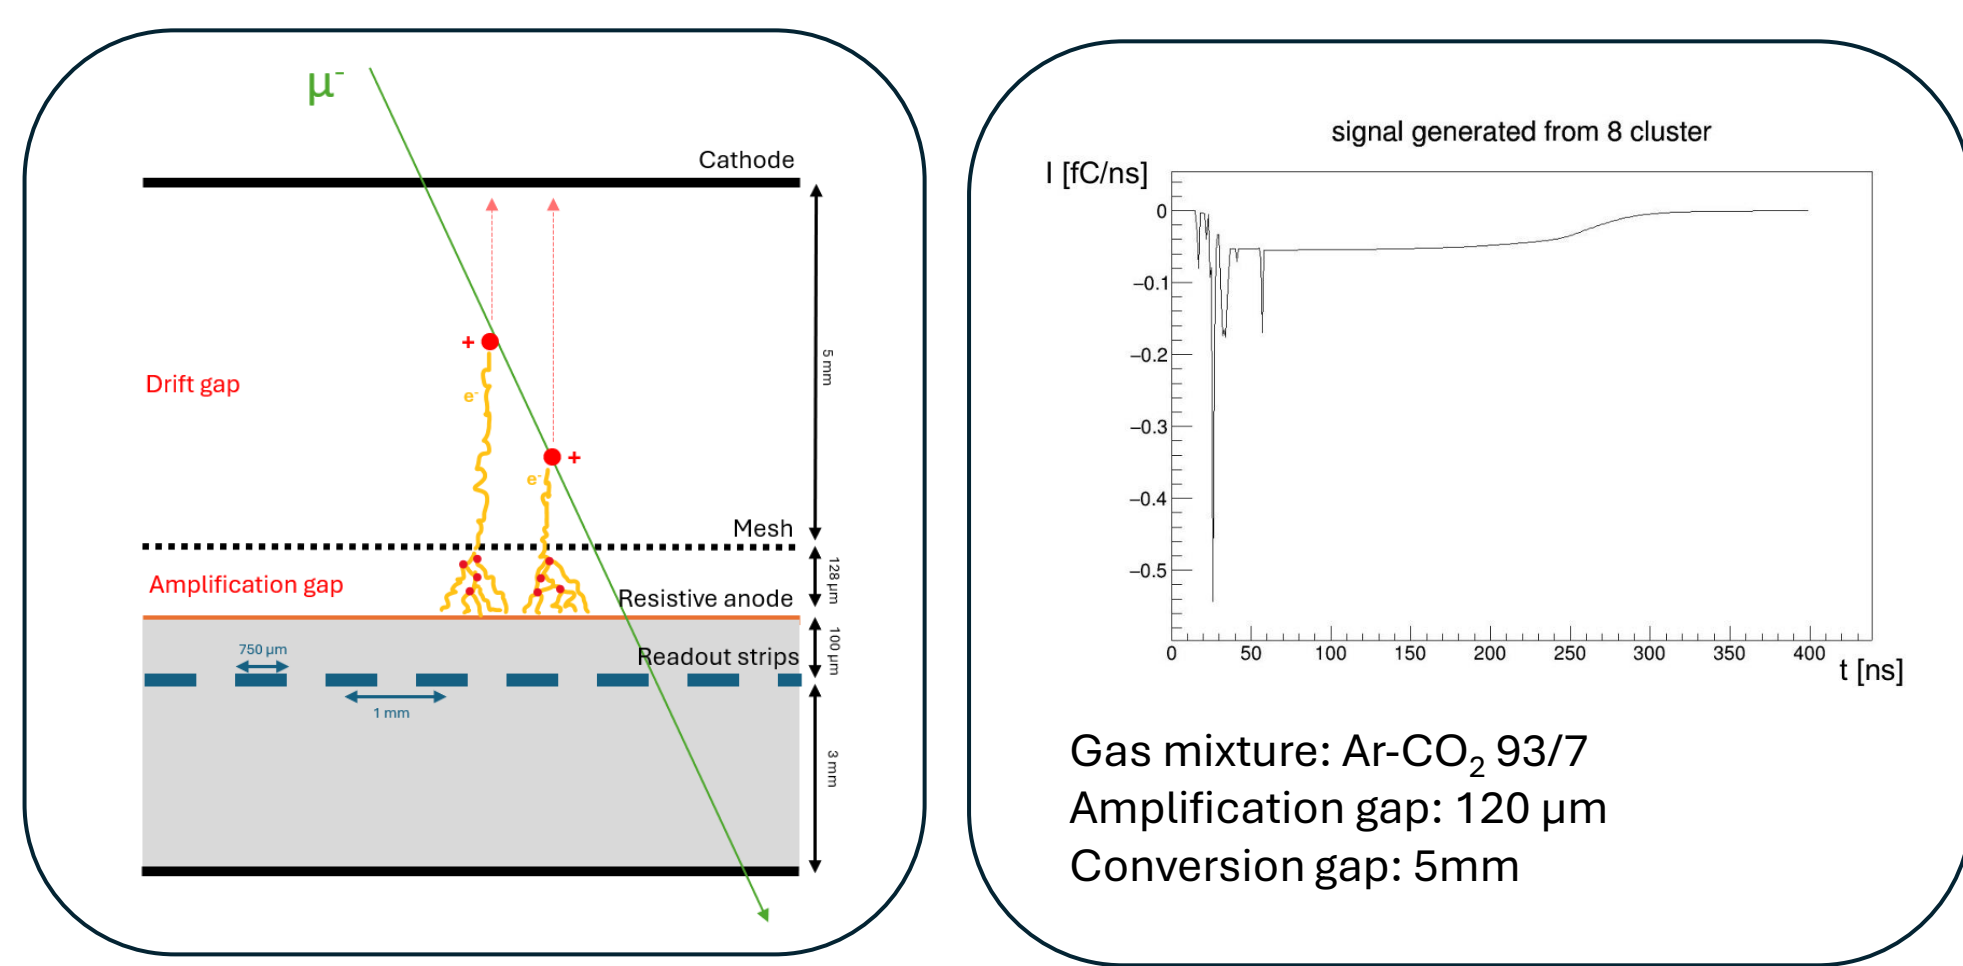 μ-
Cathode
+
e-
Drift gap
5 mm
+
e-
Mesh
Amplification gap
128 μm
Resistive anode
750 μm
Readout strips
100 μm
1 mm
3 mm
signal generated from 8 cluster
I [fC/ns]
0
−0.1
−0.2
−0.3
−0.4
−0.5
0 50 100 150 200 250 300 350 400
t [ns]
Gas mixture: Ar-CO₂ 93/7
Amplification gap: 120 μm
Conversion gap: 5mm